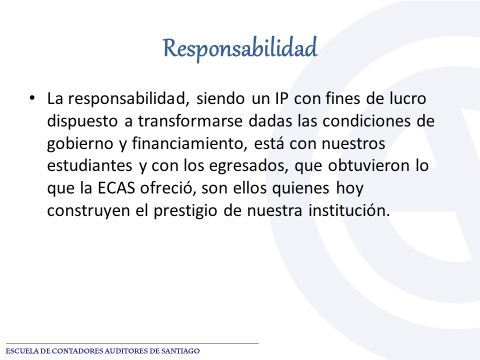 Responsabilidad
• La responsabilidad, siendo un IP con fines de lucro
dispuesto a transformarse dadas las condiciones de
gobierno y financiamiento, está con nuestros
estudiantes y con los egresados, que obtuvieron lo
que la ECAS ofreció, son ellos quienes hoy
construyen el prestigio de nuestra institución.
ESCUELA DE CONTADORES AUDITORES DE SANTIAGO